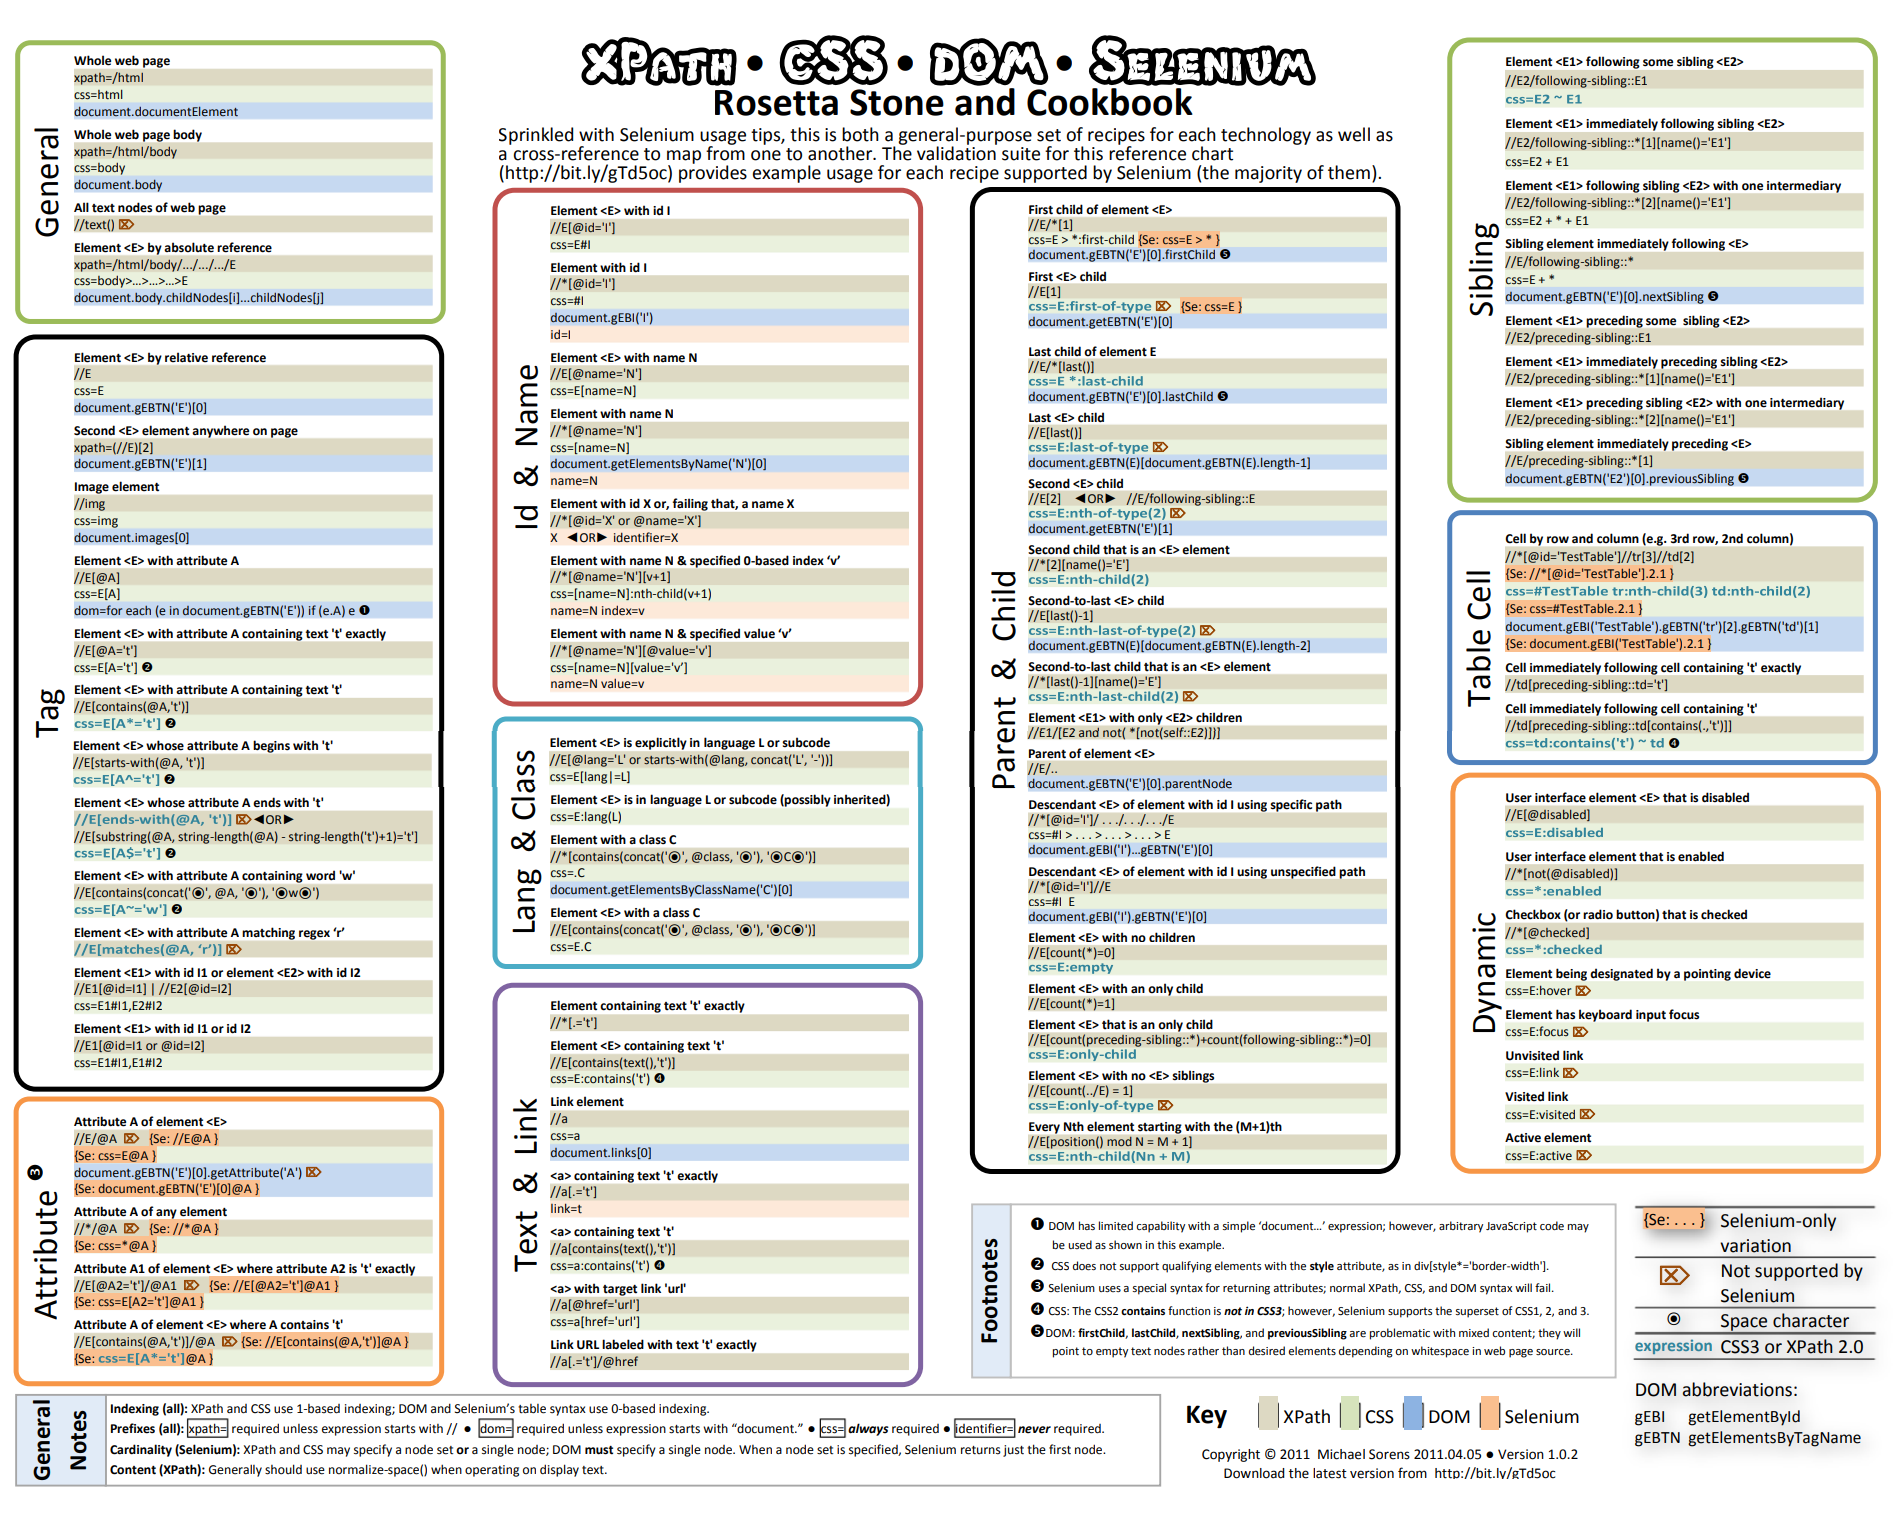 XPath • CSS • DOM • Selenium
Rosetta Stone and Cookbook
Sprinkled with Selenium usage tips, this is both a general-purpose set of recipes for each technology as well as
a cross-reference to map from one to another. The validation suite for this reference chart
(http://bit.ly/gTd5oc) provides example usage for each recipe supported by Selenium (the majority of them).
General
Whole web page
xpath=/html
css=html
document.documentElement
Whole web page body
xpath=/html/body
css=body
document.body
All text nodes of web page
//text() ⌦
Element <E> by absolute reference
xpath=/html/body/.../.../.../E
css=body>...>...>...>E
document.body.childNodes[i]...childNodes[j]
Tag
Element <E> by relative reference
//E
css=E
document.gEBTN('E')[0]
Second <E> element anywhere on page
xpath=(//E)[2]
document.gEBTN('E')[1]
Image element
//img
css=img
document.images[0]
Element <E> with attribute A
//E[@A]
css=E[A]
dom=for each (e in document.gEBTN('E')) if (e.A) e ❶
Element <E> with attribute A containing text 't' exactly
//E[@A='t']
css=E[A='t'] ❷
Element <E> with attribute A containing text 't'
//E[contains(@A,'t')]
css=E[A*='t'] ❷
Element <E> whose attribute A begins with 't'
//E[starts-with(@A, 't')]
css=E[A^='t'] ❷
Element <E> whose attribute A ends with 't'
//E[ends-with(@A, 't')] ⌦ ◄OR►
//E[substring(@A, string-length(@A) - string-length('t')+1)='t']
css=E[A$='t'] ❷
Element <E> with attribute A containing word 'w'
//E[contains(concat('◉', @A, '◉'), '◉w◉')
css=E[A~='w'] ❷
Element <E> with attribute A matching regex ‘r’
//E[matches(@A, ‘r’)] ⌦
Element <E1> with id I1 or element <E2> with id I2
//E1[@id=I1] | //E2[@id=I2]
css=E1#I1,E2#I2
Element <E1> with id I1 or id I2
//E1[@id=I1 or @id=I2]
css=E1#I1,E1#I2
Attribute ❸
Attribute A of element <E>
//E/@A ⌦ {Se: //E@A }
{Se: css=E@A }
document.gEBTN('E')[0].getAttribute('A') ⌦
{Se: document.gEBTN('E')[0]@A }
Attribute A of any element
//*/@A ⌦ {Se: //*@A }
{Se: css=*@A }
Attribute A1 of element <E> where attribute A2 is 't' exactly
//E[@A2='t']/@A1 ⌦ {Se: //E[@A2='t']@A1 }
{Se: css=E[A2='t']@A1 }
Attribute A of element <E> where A contains 't'
//E[contains(@A,'t')]/@A ⌦ {Se: //E[contains(@A,'t')]@A }
{Se: css=E[A*='t']@A }
Id & Name
Element <E> with id I
//E[@id='I']
css=E#I
Element with id I
//*[@id='I']
css=#I
document.gEBI('I')
id=I
Element <E> with name N
//E[@name='N']
css=E[name=N]
Element with name N
//*[@name='N']
css=[name=N]
document.getElementsByName('N')[0]
name=N
Element with id X or, failing that, a name X
//*[@id='X' or @name='X']
X ◄OR► identifier=X
Element with name N & specified 0-based index ‘v’
//*[@name='N'][v+1]
css=[name=N]:nth-child(v+1)
name=N index=v
Element with name N & specified value ‘v’
//*[@name='N'][@value='v']
css=[name=N][value='v’]
name=N value=v
Lang & Class
Element <E> is explicitly in language L or subcode
//E[@lang='L' or starts-with(@lang, concat('L', '-'))]
css=E[lang|=L]
Element <E> is in language L or subcode (possibly inherited)
css=E:lang(L)
Element with a class C
//*[contains(concat('◉', @class, '◉'), '◉C◉')]
css=.C
document.getElementsByClassName('C')[0]
Element <E> with a class C
//E[contains(concat('◉', @class, '◉'), '◉C◉')]
css=E.C
Text & Link
Element containing text 't' exactly
//*[.='t']
Element <E> containing text 't'
//E[contains(text(),'t')]
css=E:contains('t') ❹
Link element
//a
css=a
document.links[0]
<a> containing text 't' exactly
//a[.='t']
link=t
<a> containing text 't'
//a[contains(text(),'t')]
css=a:contains('t') ❹
<a> with target link 'url'
//a[@href='url']
css=a[href='url']
Link URL labeled with text 't' exactly
//a[.='t']/@href
Parent & Child
First child of element <E>
//E/*[1]
css=E > *:first-child {Se: css=E > * }
document.gEBTN('E')[0].firstChild ❺
First <E> child
//E[1]
css=E:first-of-type ⌦ {Se: css=E }
document.getEBTN('E')[0]
Last child of element E
//E/*[last()]
css=E *:last-child
document.gEBTN('E')[0].lastChild ❺
Last <E> child
//E[last()]
css=E:last-of-type ⌦
document.gEBTN(E)[document.gEBTN(E).length-1]
Second <E> child
//E[2] ◄OR► //E/following-sibling::E
css=E:nth-of-type(2) ⌦
document.getEBTN('E')[1]
Second child that is an <E> element
//*[2][name()='E']
css=E:nth-child(2)
Second-to-last <E> child
//E[last()-1]
css=E:nth-last-of-type(2) ⌦
document.gEBTN(E)[document.gEBTN(E).length-2]
Second-to-last child that is an <E> element
//*[last()-1][name()='E']
css=E:nth-last-child(2) ⌦
Element <E1> with only <E2> children
//E1/[E2 and not( *[not(self::E2)])]
Parent of element <E>
//E/..
document.gEBTN('E')[0].parentNode
Descendant <E> of element with id I using specific path
//*[@id='I']/ . . ./. . ./. . ./E
css=#I > . . . > . . . > . . . > E
document.gEBI('I')...gEBTN('E')[0]
Descendant <E> of element with id I using unspecified path
//*[@id='I']//E
css=#I E
document.gEBI('I').gEBTN('E')[0]
Element <E> with no children
//E[count(*)=0]
css=E:empty
Element <E> with an only child
//E[count(*)=1]
Element <E> that is an only child
//E[count(preceding-sibling::*)+count(following-sibling::*)=0]
css=E:only-child
Element <E> with no <E> siblings
//E[count(../E) = 1]
css=E:only-of-type ⌦
Every Nth element starting with the (M+1)th
//E[position() mod N = M + 1]
css=E:nth-child(Nn + M)
Sibling
Element <E1> following some sibling <E2>
//E2/following-sibling::E1
css=E2 ~ E1
Element <E1> immediately following sibling <E2>
//E2/following-sibling::*[1][name()='E1']
css=E2 + E1
Element <E1> following sibling <E2> with one intermediary
//E2/following-sibling::*[2][name()='E1']
css=E2 + * + E1
Sibling element immediately following <E>
//E/following-sibling::*
css=E + *
document.gEBTN('E')[0].nextSibling ❺
Element <E1> preceding some sibling <E2>
//E2/preceding-sibling::E1
Element <E1> immediately preceding sibling <E2>
//E2/preceding-sibling::*[1][name()='E1']
Element <E1> preceding sibling <E2> with one intermediary
//E2/preceding-sibling::*[2][name()='E1']
Sibling element immediately preceding <E>
//E/preceding-sibling::*[1]
document.gEBTN('E2')[0].previousSibling ❺
Table Cell
Cell by row and column (e.g. 3rd row, 2nd column)
//*[@id='TestTable']//tr[3]//td[2]
{Se: //*[@id='TestTable'].2.1 }
css=#TestTable tr:nth-child(3) td:nth-child(2)
{Se: css=#TestTable.2.1 }
document.gEBI('TestTable').gEBTN('tr')[2].gEBTN('td')[1]
{Se: document.gEBI('TestTable').2.1 }
Cell immediately following cell containing 't' exactly
//td[preceding-sibling::td='t']
Cell immediately following cell containing 't'
//td[preceding-sibling::td[contains(.,'t')]]
css=td:contains('t') ~ td ❹
Dynamic
User interface element <E> that is disabled
//E[@disabled]
css=E:disabled
User interface element that is enabled
//*[not(@disabled)]
css=*:enabled
Checkbox (or radio button) that is checked
//*[@checked]
css=*:checked
Element being designated by a pointing device
css=E:hover ⌦
Element has keyboard input focus
css=E:focus ⌦
Unvisited link
css=E:link ⌦
Visited link
css=E:visited ⌦
Active element
css=E:active ⌦
Footnotes
❶ DOM has limited capability with a simple ‘document...’ expression; however, arbitrary JavaScript code may
be used as shown in this example.
❷ CSS does not support qualifying elements with the style attribute, as in div[style*='border-width'].
❸ Selenium uses a special syntax for returning attributes; normal XPath, CSS, and DOM syntax will fail.
❹ CSS: The CSS2 contains function is not in CSS3; however, Selenium supports the superset of CSS1, 2, and 3.
❺ DOM: firstChild, lastChild, nextSibling, and previousSibling are problematic with mixed content; they will
point to empty text nodes rather than desired elements depending on whitespace in web page source.
{Se: . . . } Selenium-only
variation
⌦ Not supported by
Selenium
◉ Space character
expression CSS3 or XPath 2.0
DOM abbreviations:
gEBI getElementById
gEBTN getElementsByTagName
General Notes
Indexing (all): XPath and CSS use 1-based indexing; DOM and Selenium’s table syntax use 0-based indexing.
Prefixes (all): xpath= required unless expression starts with // ● dom= required unless expression starts with “document.” ● css= always required ● identifier= never required.
Cardinality (Selenium): XPath and CSS may specify a node set or a single node; DOM must specify a single node. When a node set is specified, Selenium returns just the first node.
Content (XPath): Generally should use normalize-space() when operating on display text.
Key XPath CSS DOM Selenium
Copyright © 2011 Michael Sorens 2011.04.05 ● Version 1.0.2
Download the latest version from http://bit.ly/gTd5oc